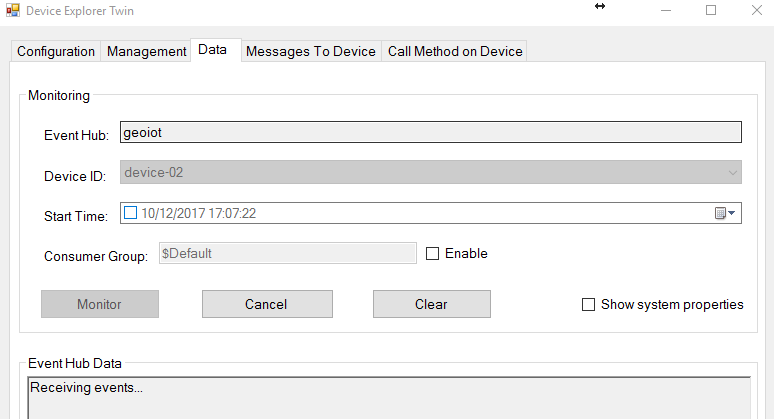 Device Explorer Twin
Configuration Management Data Messages To Device Call Method on Device
Monitoring
Event Hub: geoiot
Device ID: device-02
Start Time: 10/12/2017 17:07:22
Consumer Group: $Default Enable
Monitor Cancel Clear Show system properties
Event Hub Data
Receiving events...